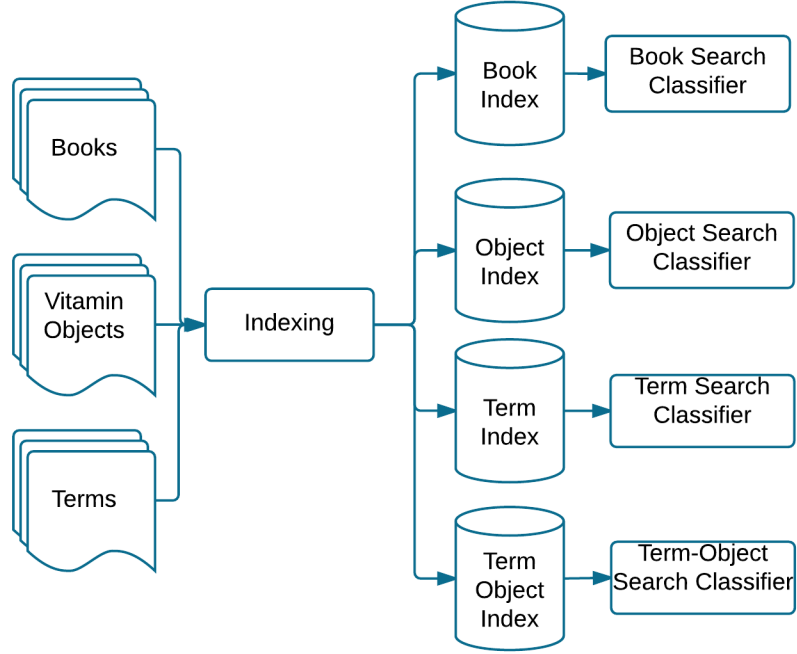 Books
Vitamin
Objects
Terms
Indexing
Book
Index
Object
Index
Term
Index
Term
Object
Index
Book Search
Classifier
Object Search
Classifier
Term Search
Classifier
Term-Object
Search Classifier